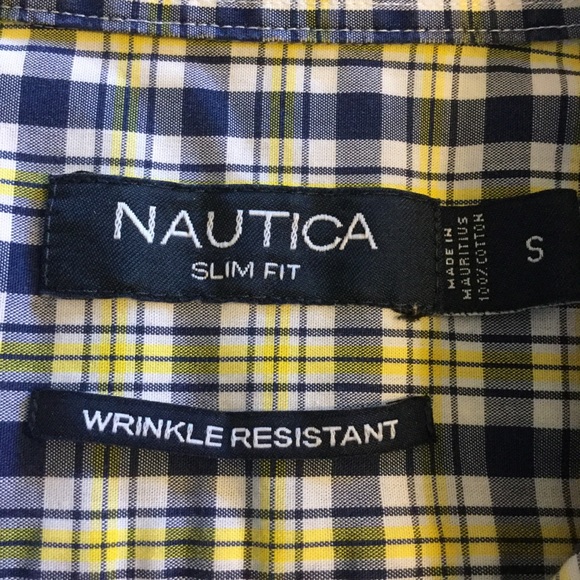 NAUTICA
SLIM FIT
MADE IN
MAURITIUS
100% COTTON
S
WRINKLE RESISTANT